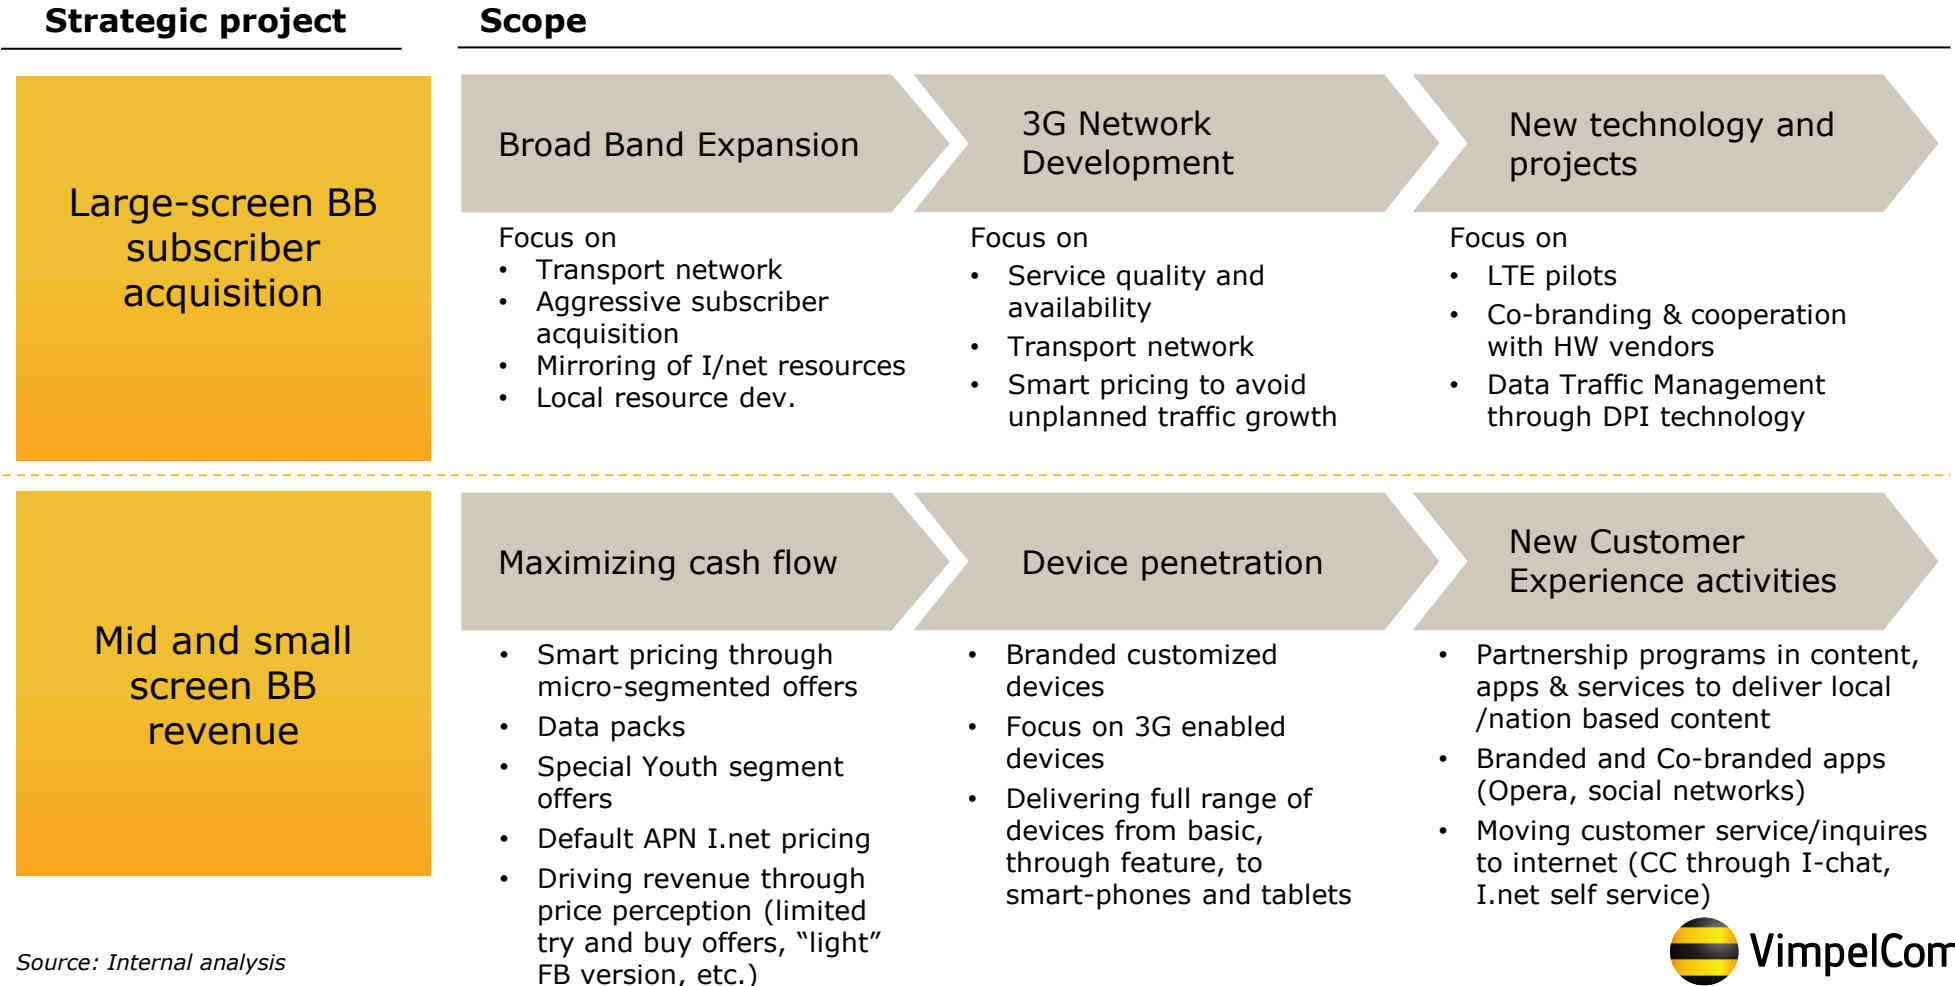 Strategic project
Scope
Large-screen BB
subscriber
acquisition
Broad Band Expansion
3G Network
Development
New technology and
projects
Focus on
• Transport network
• Aggressive subscriber
acquisition
• Mirroring of I/net resources
• Local resource dev.
Focus on
• Service quality and
availability
• Transport network
• Smart pricing to avoid
unplanned traffic growth
Focus on
• LTE pilots
• Co-branding & cooperation
with HW vendors
• Data Traffic Management
through DPI technology
Mid and small
screen BB
revenue
Maximizing cash flow
Device penetration
New Customer
Experience activities
• Smart pricing through
micro-segmented offers
• Data packs
• Special Youth segment
offers
• Default APN I.net pricing
• Driving revenue through
price perception (limited
try and buy offers, “light”
FB version, etc.)
• Branded customized
devices
• Focus on 3G enabled
devices
• Delivering full range of
devices from basic,
through feature, to
smart-phones and tablets
• Partnership programs in content,
apps & services to deliver local
/nation based content
• Branded and Co-branded apps
(Opera, social networks)
• Moving customer service/inquires
to internet (CC through I-chat,
I.net self service)
Source: Internal analysis
VimpelCom